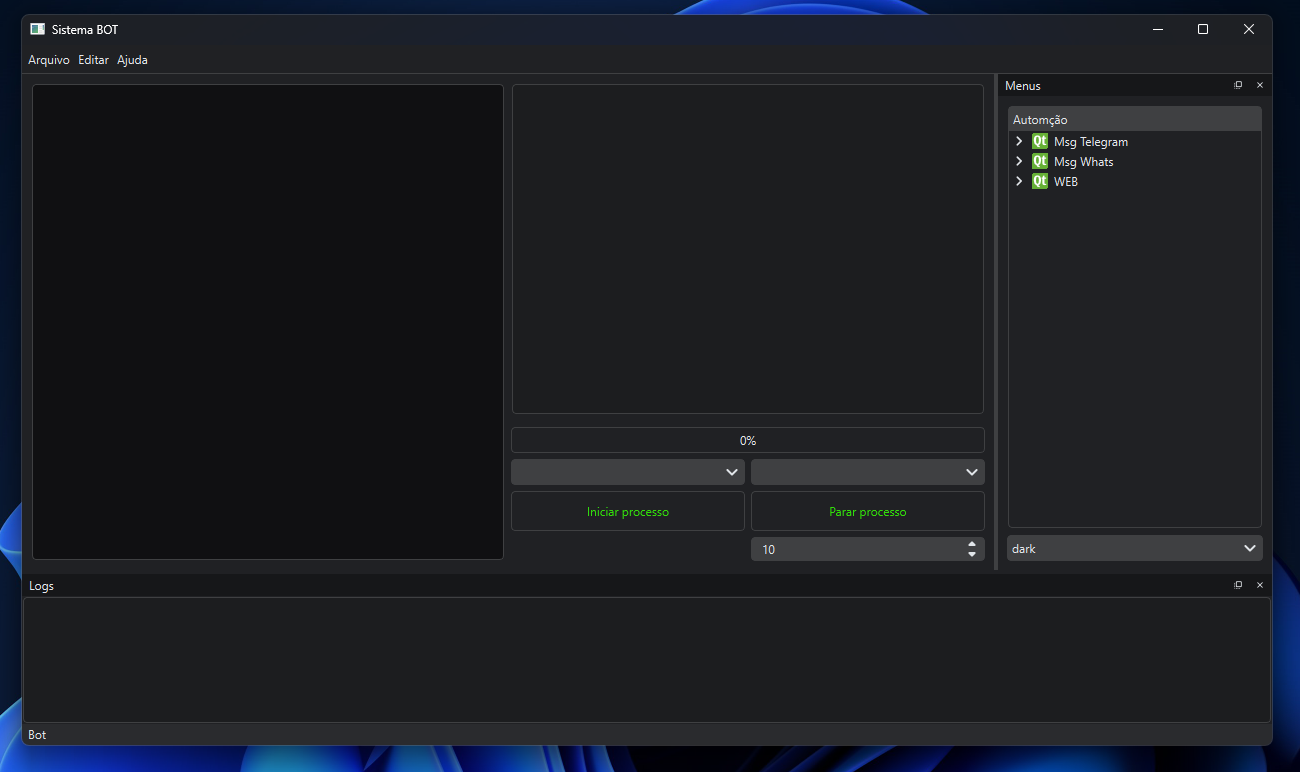 Sistema BOT
Arquivo Editar Ajuda
Menus
Automção
Qt Msg Telegram
Qt Msg Whats
Qt WEB
0%
Iniciar processo Parar processo
10
dark
Logs
Bot